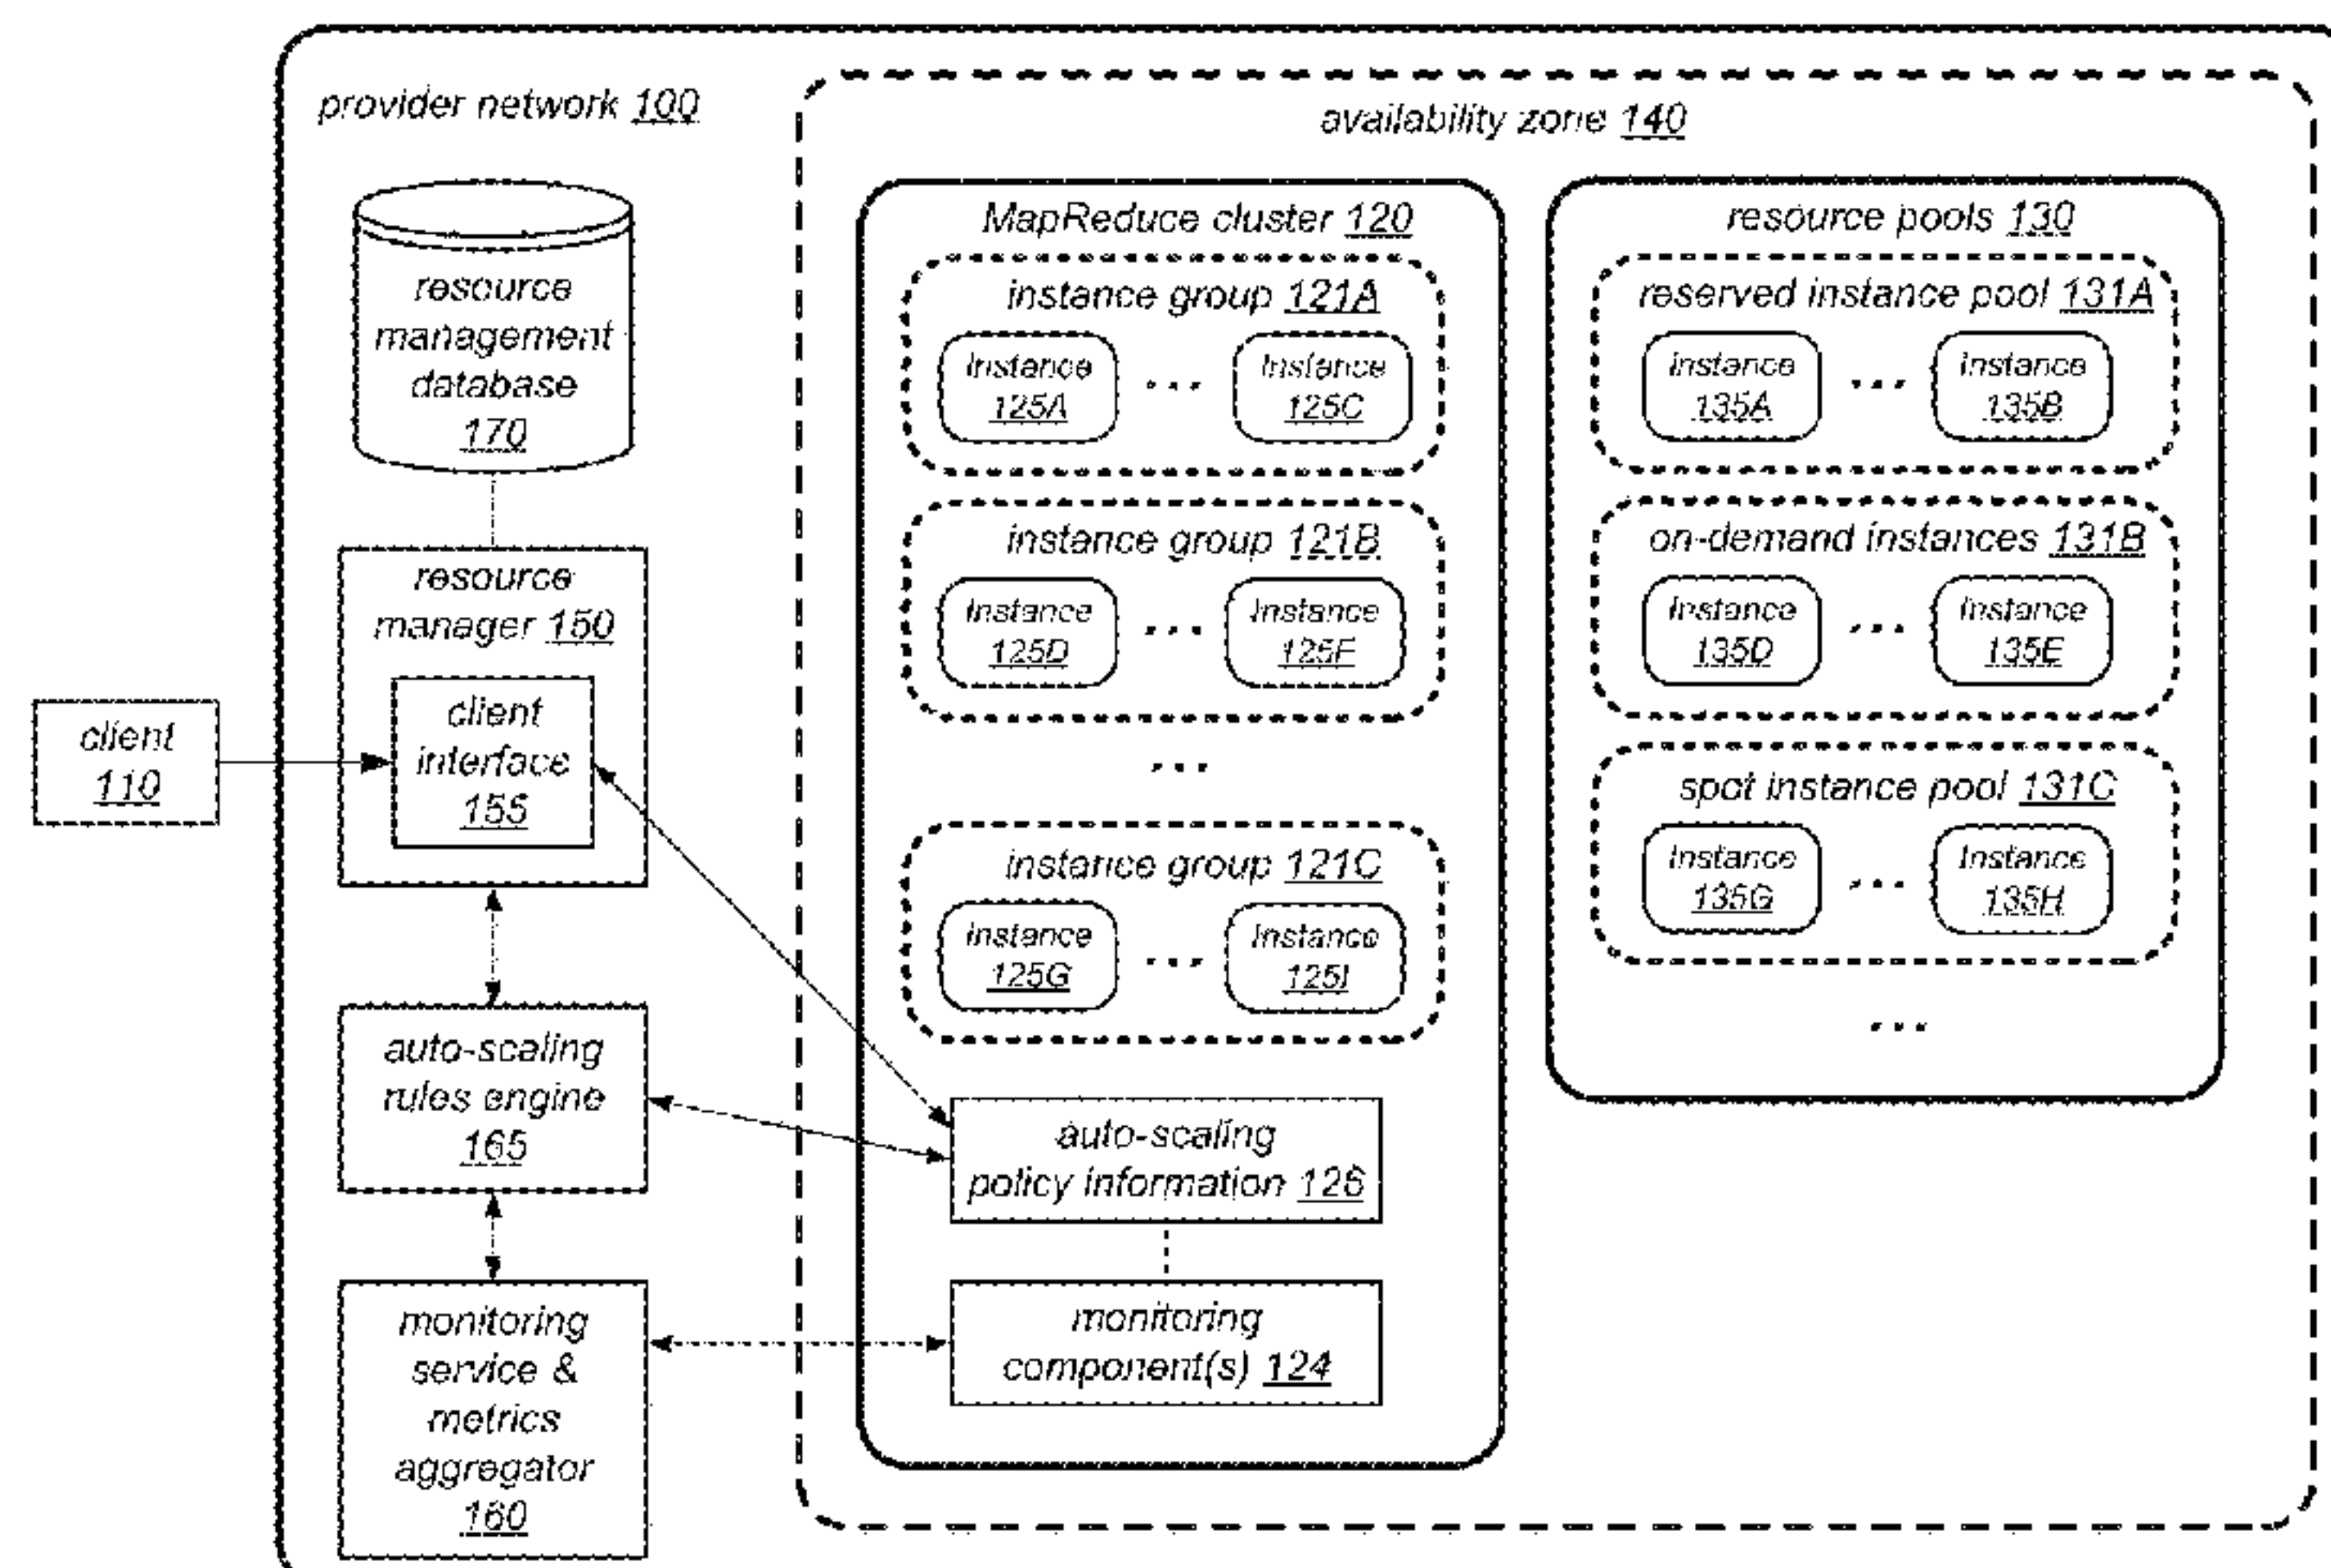 provider network 100
resource
management
database
170
resource
manager 150
client
interface
155
client
110
auto-scaling
rules engine
165
monitoring
service &
metrics
aggregator
160
availability zone 140
MapReduce cluster 120
instance group 121A
Instance
125A
...
Instance
125C
instance group 121B
Instance
125D
...
Instance
125F
...
instance group 121C
Instance
125G
...
Instance
125I
auto-scaling
policy information 126
monitoring
component(s) 124
resource pools 130
reserved instance pool 131A
Instance
135A
...
Instance
135B
on-demand instances 131B
Instance
135D
...
Instance
135E
spot instance pool 131C
Instance
135G
...
Instance
135H
...